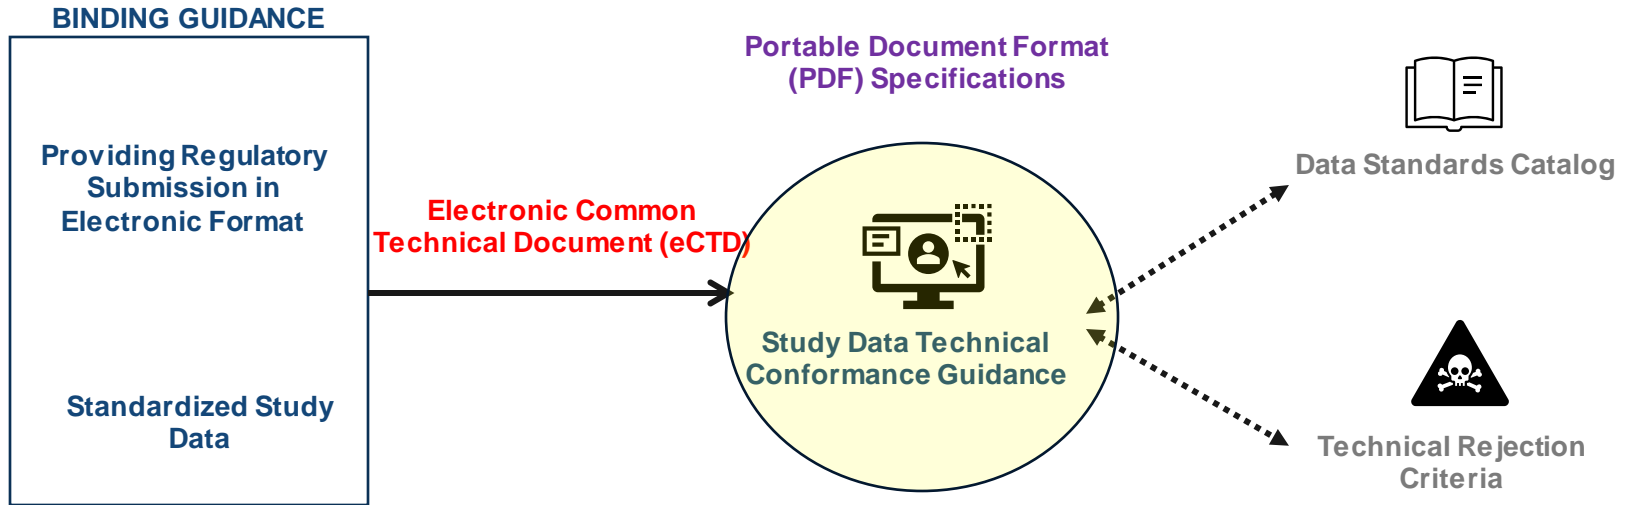 BINDING GUIDANCE
Providing Regulatory
Submission in
Electronic Format
Standardized Study
Data
Electronic Common
Technical Document (eCTD)
Portable Document Format
(PDF) Specifications
Study Data Technical
Conformance Guidance
Data Standards Catalog
Technical Rejection
Criteria